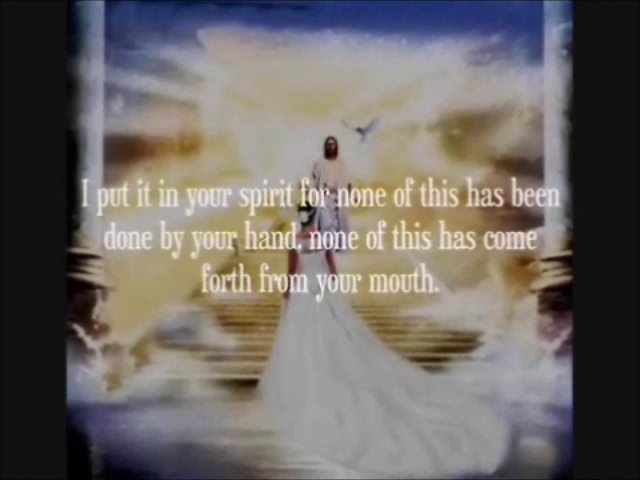 I put it in your spirit for none of this has been
done by your hand, none of this has come
forth from your mouth.